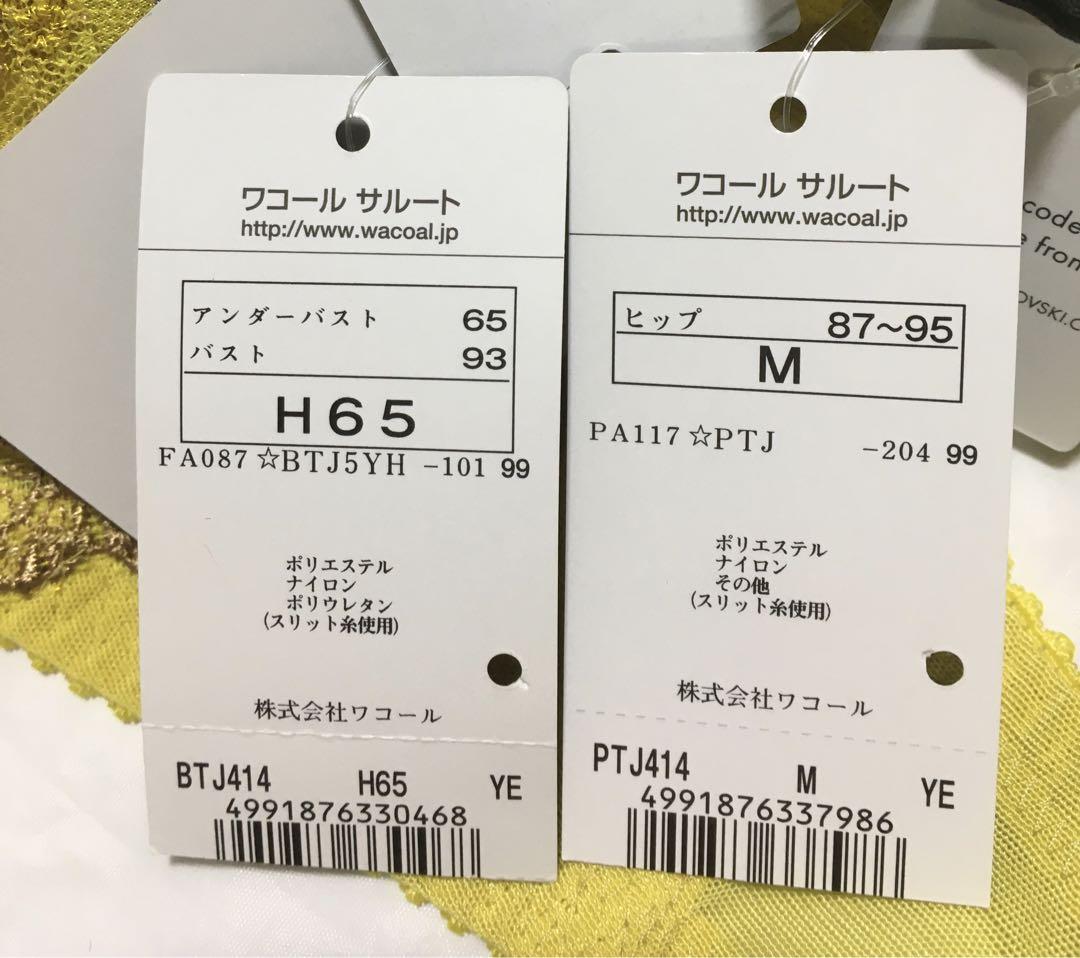 ワコール サルート
http://www.wacoal.jp
アンダーバスト 65
バスト 93
H65
FA087 ☆BTJ5YH -101 99
ポリエステル
ナイロン
ポリウレタン
(スリット糸使用)
株式会社ワコール
BTJ414 H65 YE
4991876330468
ワコール サルート
http://www.wacoal.jp
ヒップ 87～95
M
PA117 ☆PTJ -204 99
ポリエステル
ナイロン
その他
(スリット糸使用)
株式会社ワコール
PTJ414 M YE
4991876337986
code
from